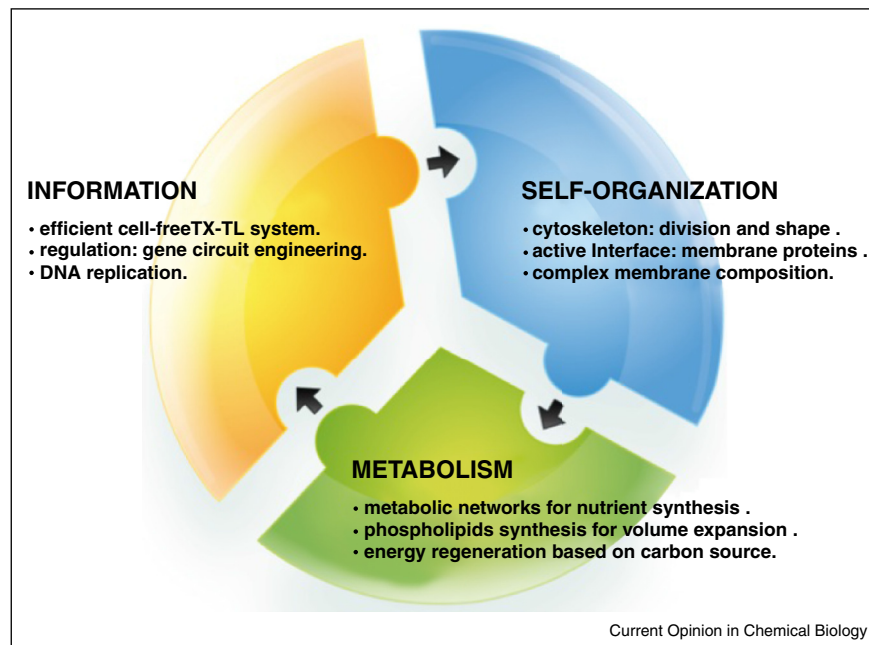 INFORMATION
• efficient cell-freeTX-TL system.
• regulation: gene circuit engineering.
• DNA replication.
SELF-ORGANIZATION
• cytoskeleton: division and shape .
• active Interface: membrane proteins .
• complex membrane composition.
METABOLISM
• metabolic networks for nutrient synthesis .
• phospholipids synthesis for volume expansion .
• energy regeneration based on carbon source.
Current Opinion in Chemical Biology